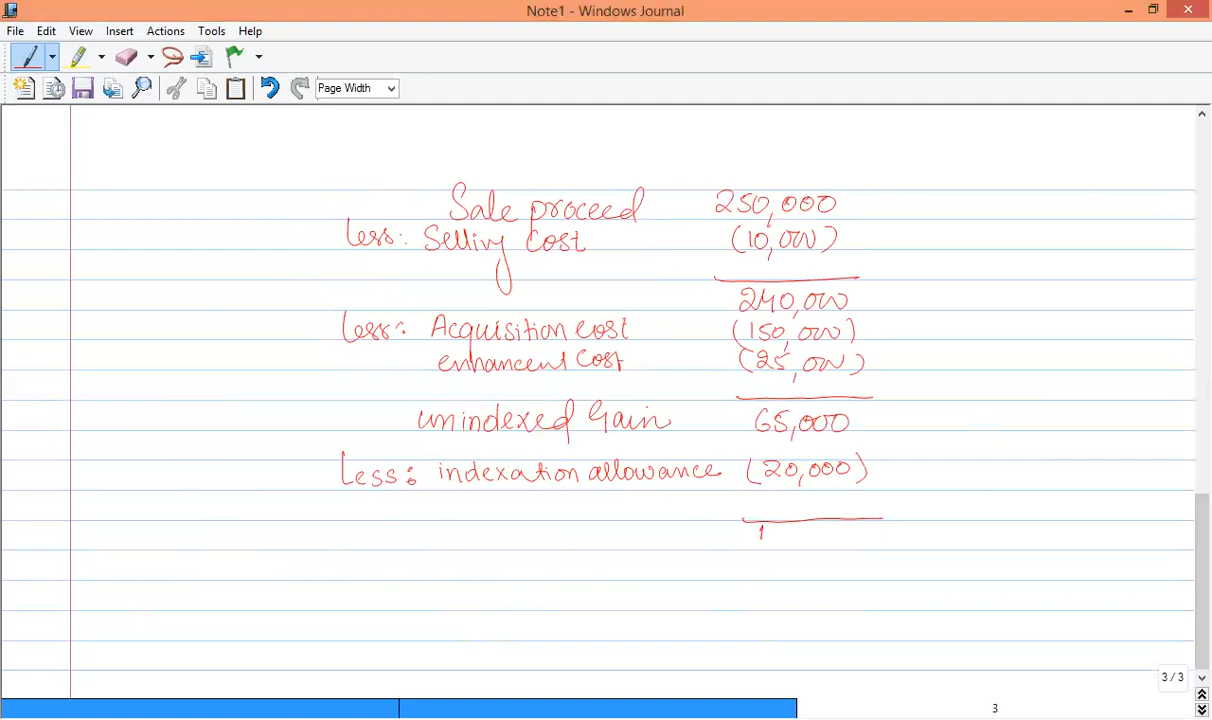 Note1 - Windows Journal
File Edit View Insert Actions Tools Help
Page Width
Sale proceed 250,000
less: Selling cost (10,000)
240,000
less: Acquisition cost (150,000)
enhancent cost (25,000)
unindexed Gain 65,000
Less: indexation allowance (20,000)
3 / 3
3